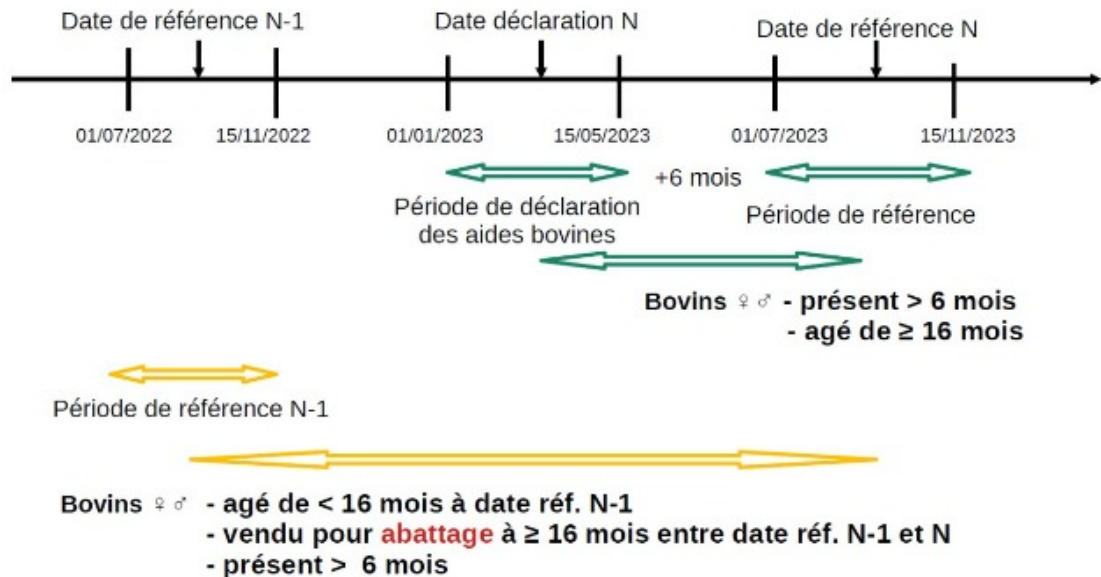 Date de référence N-1
Date déclaration N
Date de référence N
01/07/2022
15/11/2022
01/01/2023
15/05/2023
01/07/2023
15/11/2023
+6 mois
Période de déclaration
des aides bovines
Période de référence
Bovins ♀ ♂ - présent > 6 mois
- agé de ≥ 16 mois
Période de référence N-1
Bovins ♀ ♂ - agé de < 16 mois à date réf. N-1
- vendu pour abattage à ≥ 16 mois entre date réf. N-1 et N
- présent > 6 mois